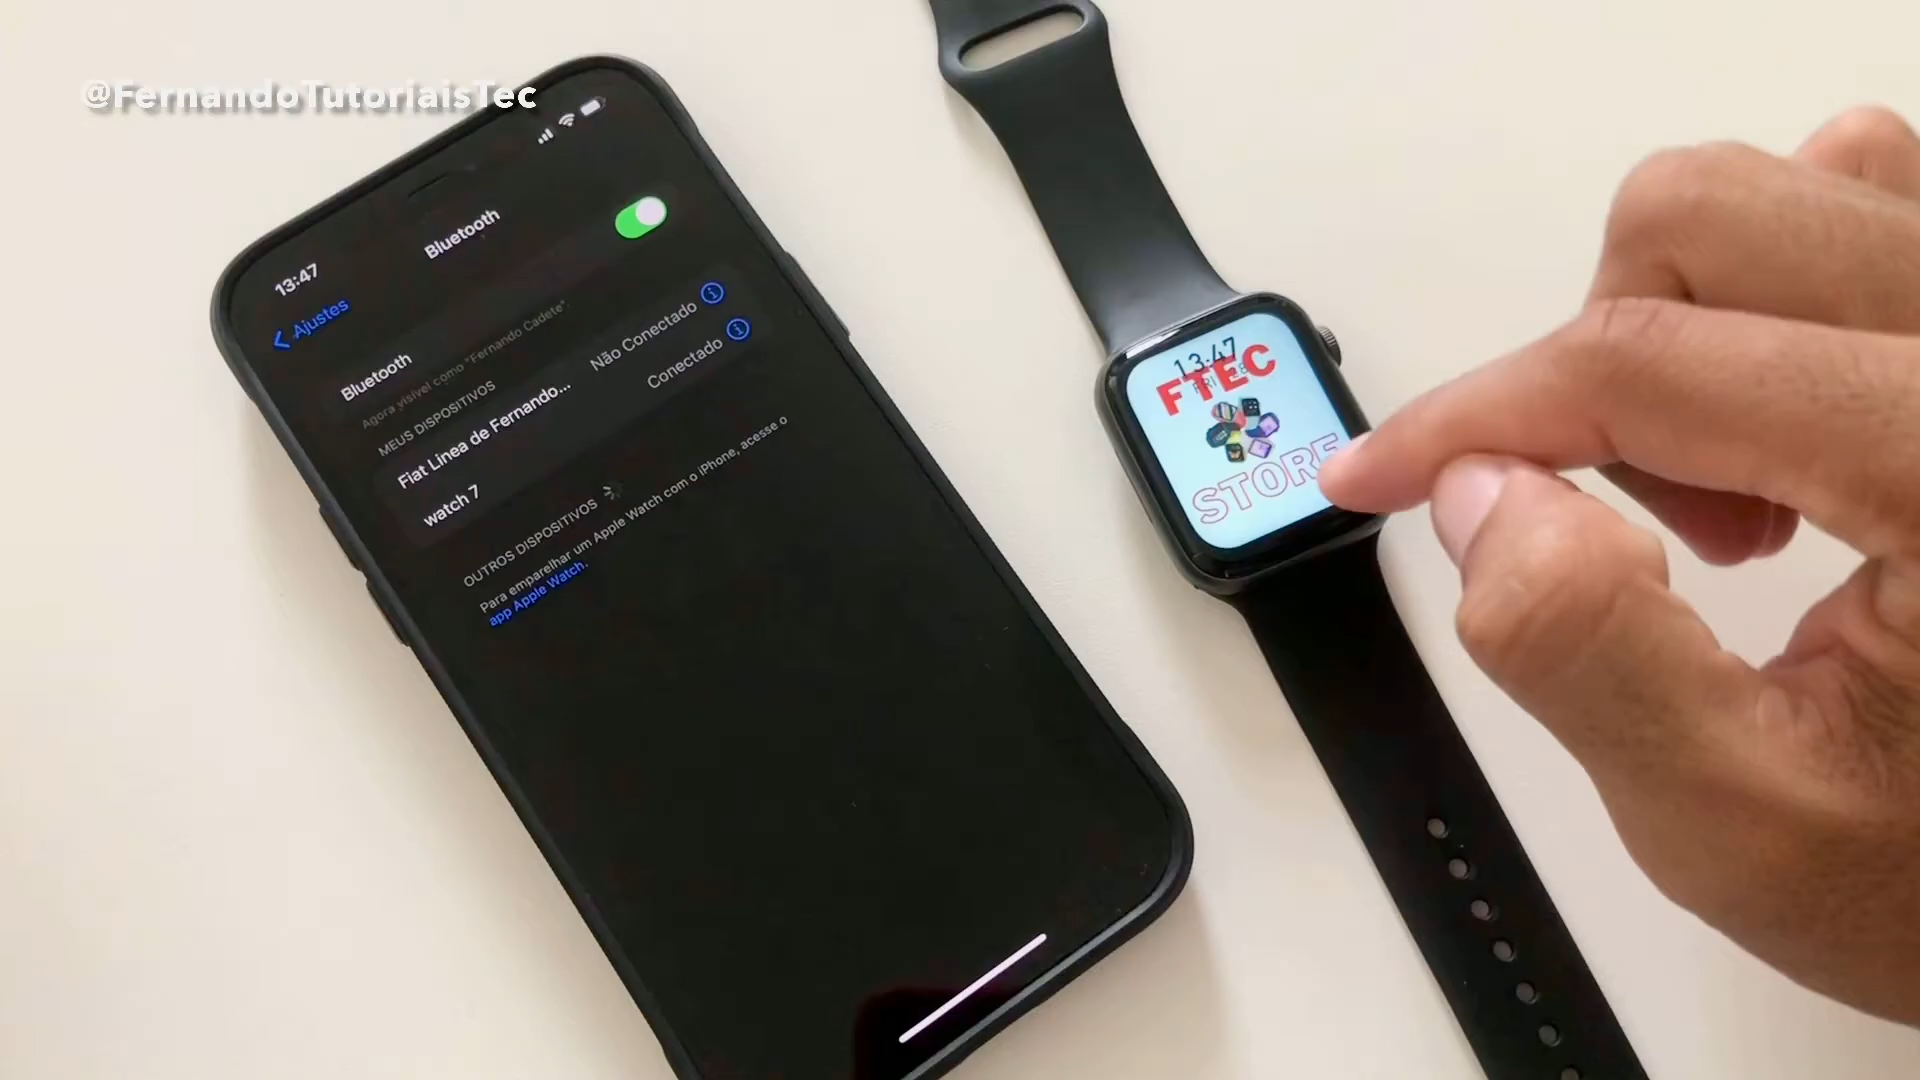 @FernandoTutoriaisTec
13:47
Ajustes
Bluetooth
Bluetooth
Agora visível como "Fernando Cadete".
MEUS DISPOSITIVOS
Fiat Linea de Fernando... Não Conectado
watch 7 Conectado
OUTROS DISPOSITIVOS
Para emparelhar um Apple Watch com o iPhone, acesse o
app Apple Watch.
13:47
FRI 28
FTEC
STORE